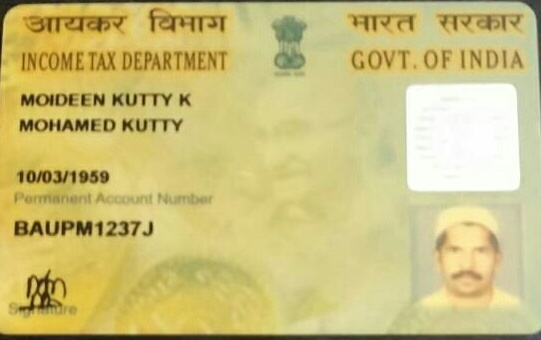 आयकर विभाग
भारत सरकार
INCOME TAX DEPARTMENT
GOVT. OF INDIA
MOIDEEN KUTTY K
MOHAMED KUTTY
10/03/1959
Permanent Account Number
BAUPM1237J
Signature